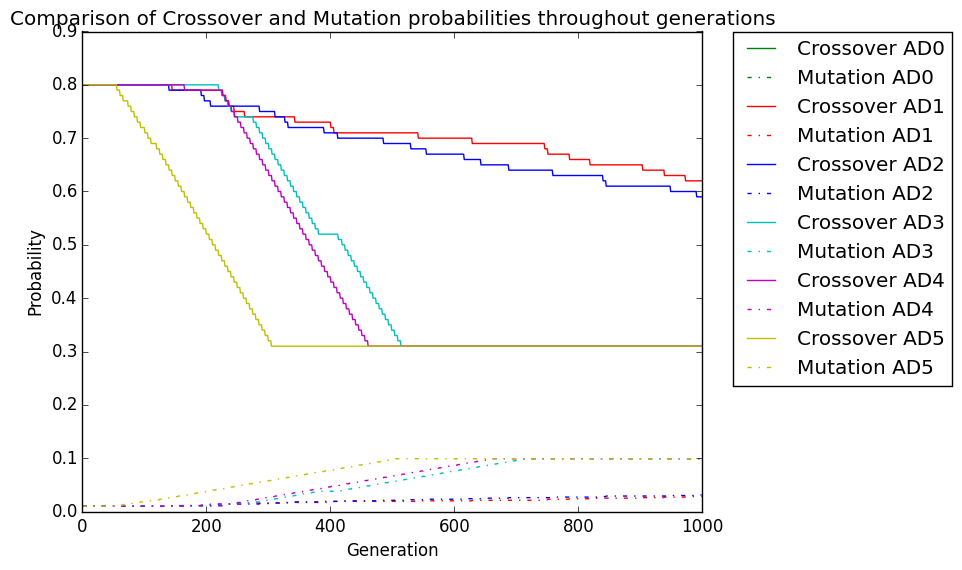 Comparison of Crossover and Mutation probabilities throughout generations
0.9
0.8
0.7
0.6
0.5
0.4
0.3
0.2
0.1
0.0
Probability
0 200 400 600 800 1000
Generation
Crossover AD0
Mutation AD0
Crossover AD1
Mutation AD1
Crossover AD2
Mutation AD2
Crossover AD3
Mutation AD3
Crossover AD4
Mutation AD4
Crossover AD5
Mutation AD5